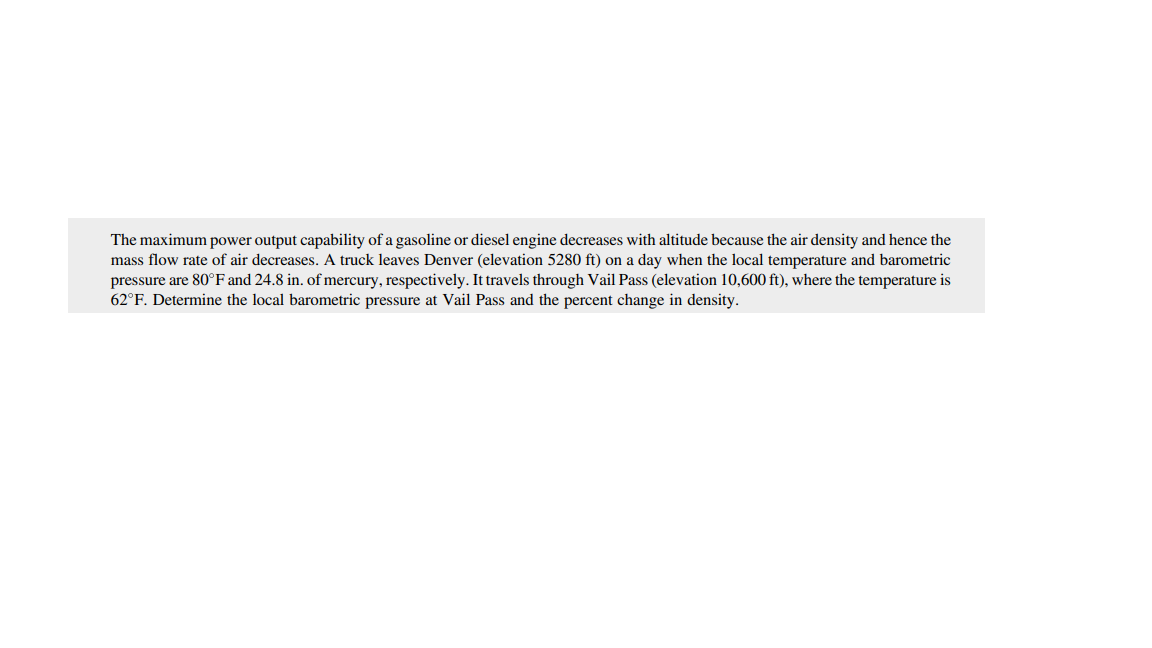 The maximum power output capability of a gasoline or diesel engine decreases with altitude because the air density and hence the
mass flow rate of air decreases. A truck leaves Denver (elevation 5280 ft) on a day when the local temperature and barometric
pressure are 80°F and 24.8 in. of mercury, respectively. It travels through Vail Pass (elevation 10,600 ft), where the temperature is
62°F. Determine the local barometric pressure at Vail Pass and the percent change in density.